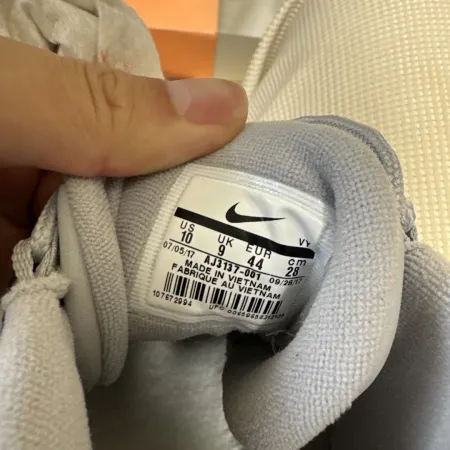 VY
US UK EUR cm
10 9 44 28
07/05/17 AJ3137-001 09/26/17
MADE IN VIETNAM
FABRIQUE AU VIETNAM
107672994